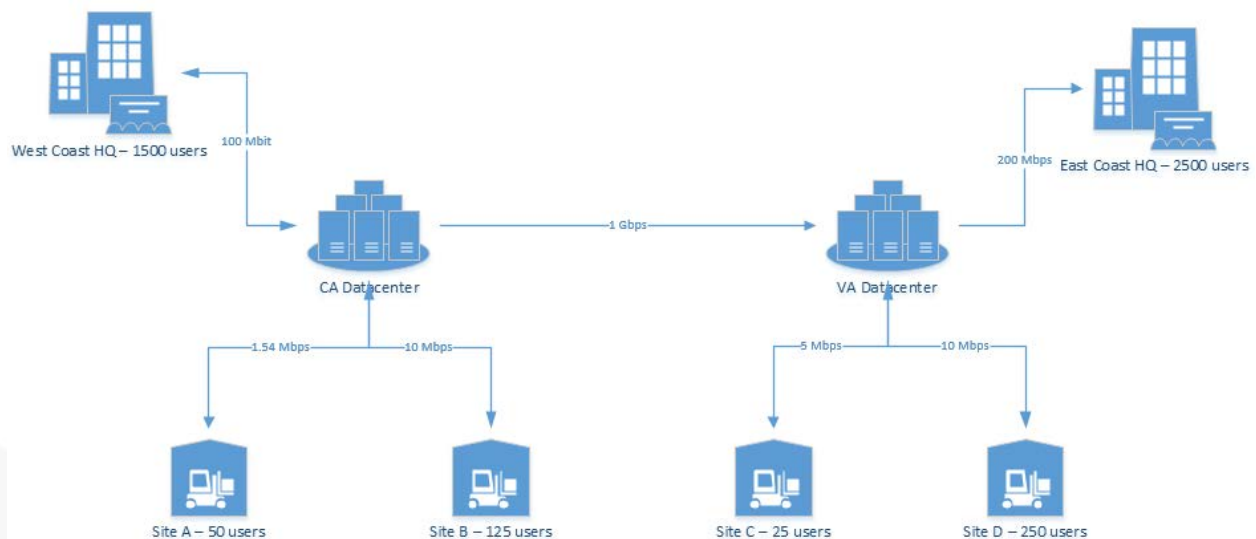 100 Mbit
West Coast HQ – 1500 users
200 Mbps
East Coast HQ – 2500 users
1 Gbps
CA Datacenter
VA Datacenter
1.54 Mbps
10 Mbps
5 Mbps
10 Mbps
Site A – 50 users
Site B – 125 users
Site C – 25 users
Site D – 250 users